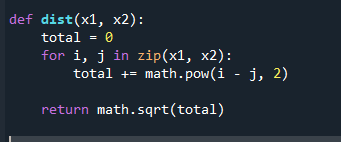 def dist(x1, x2):
    total = 0
    for i, j in zip(x1, x2):
        total += math.pow(i - j, 2)

    return math.sqrt(total)